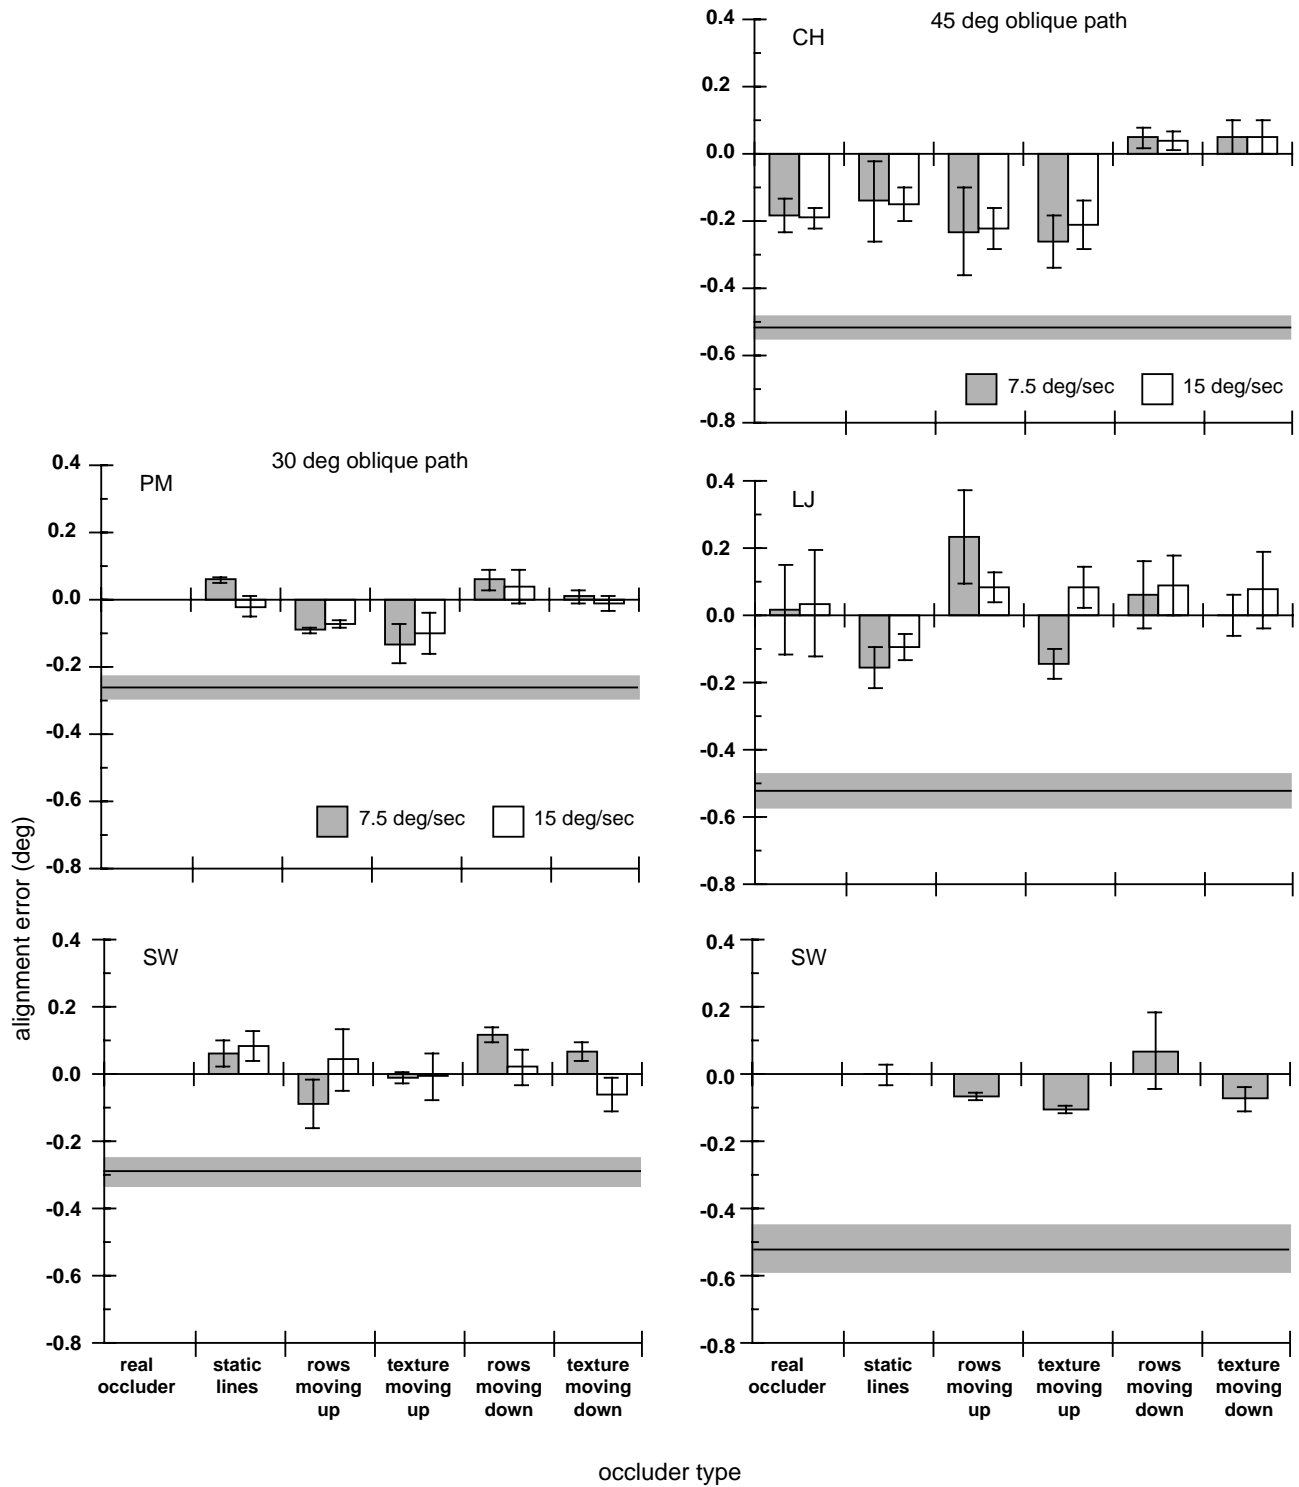 0.4
0.2
0.0
-0.2
-0.4
-0.6
-0.8
CH
45 deg oblique path
7.5 deg/sec
15 deg/sec
0.4
0.2
0.0
-0.2
-0.4
-0.6
-0.8
PM
30 deg oblique path
7.5 deg/sec
15 deg/sec
0.4
0.2
0.0
-0.2
-0.4
-0.6
-0.8
LJ
alignment error (deg)
0.4
0.2
0.0
-0.2
-0.4
-0.6
-0.8
SW
real occluder
static lines
rows moving up
texture moving up
rows moving down
texture moving down
0.4
0.2
0.0
-0.2
-0.4
-0.6
-0.8
SW
real occluder
static lines
rows moving up
texture moving up
rows moving down
texture moving down
occluder type